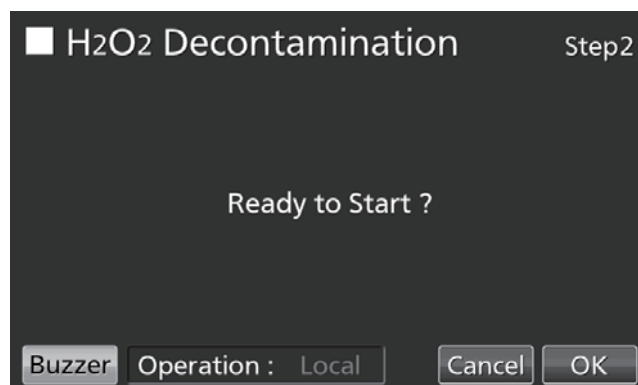 H2O2 Decontamination Step2
Ready to Start ?
Buzzer Operation : Local Cancel OK